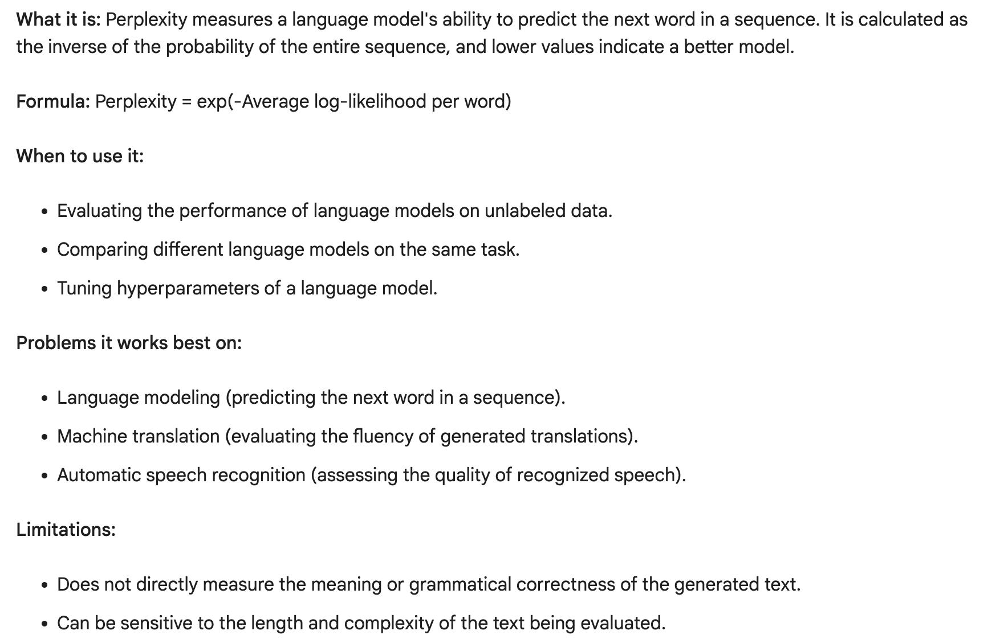 What it is: Perplexity measures a language model's ability to predict the next word in a sequence. It is calculated as
the inverse of the probability of the entire sequence, and lower values indicate a better model.
Formula: Perplexity = exp(-Average log-likelihood per word)
When to use it:
• Evaluating the performance of language models on unlabeled data.
• Comparing different language models on the same task.
• Tuning hyperparameters of a language model.
Problems it works best on:
• Language modeling (predicting the next word in a sequence).
• Machine translation (evaluating the fluency of generated translations).
• Automatic speech recognition (assessing the quality of recognized speech).
Limitations:
• Does not directly measure the meaning or grammatical correctness of the generated text.
• Can be sensitive to the length and complexity of the text being evaluated.